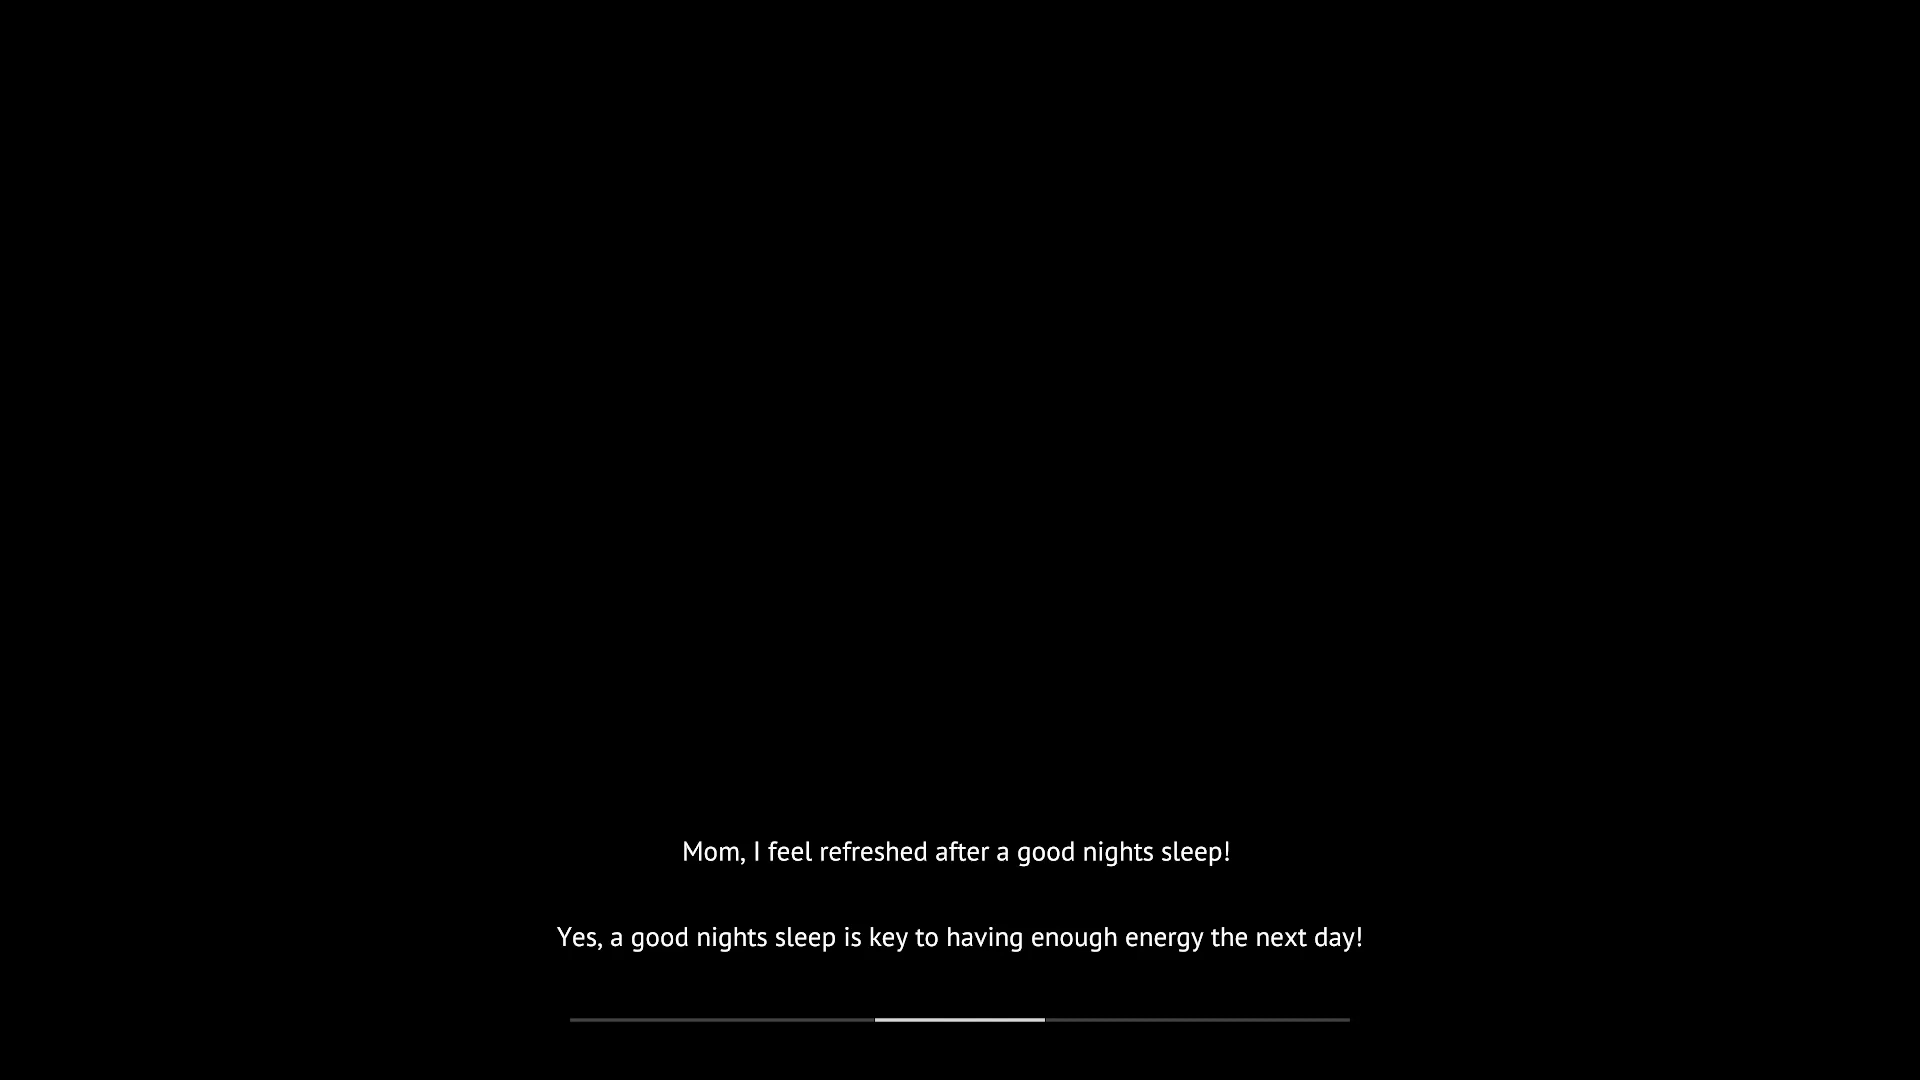 Mom, I feel refreshed after a good nights sleep!
Yes, a good nights sleep is key to having enough energy the next day!